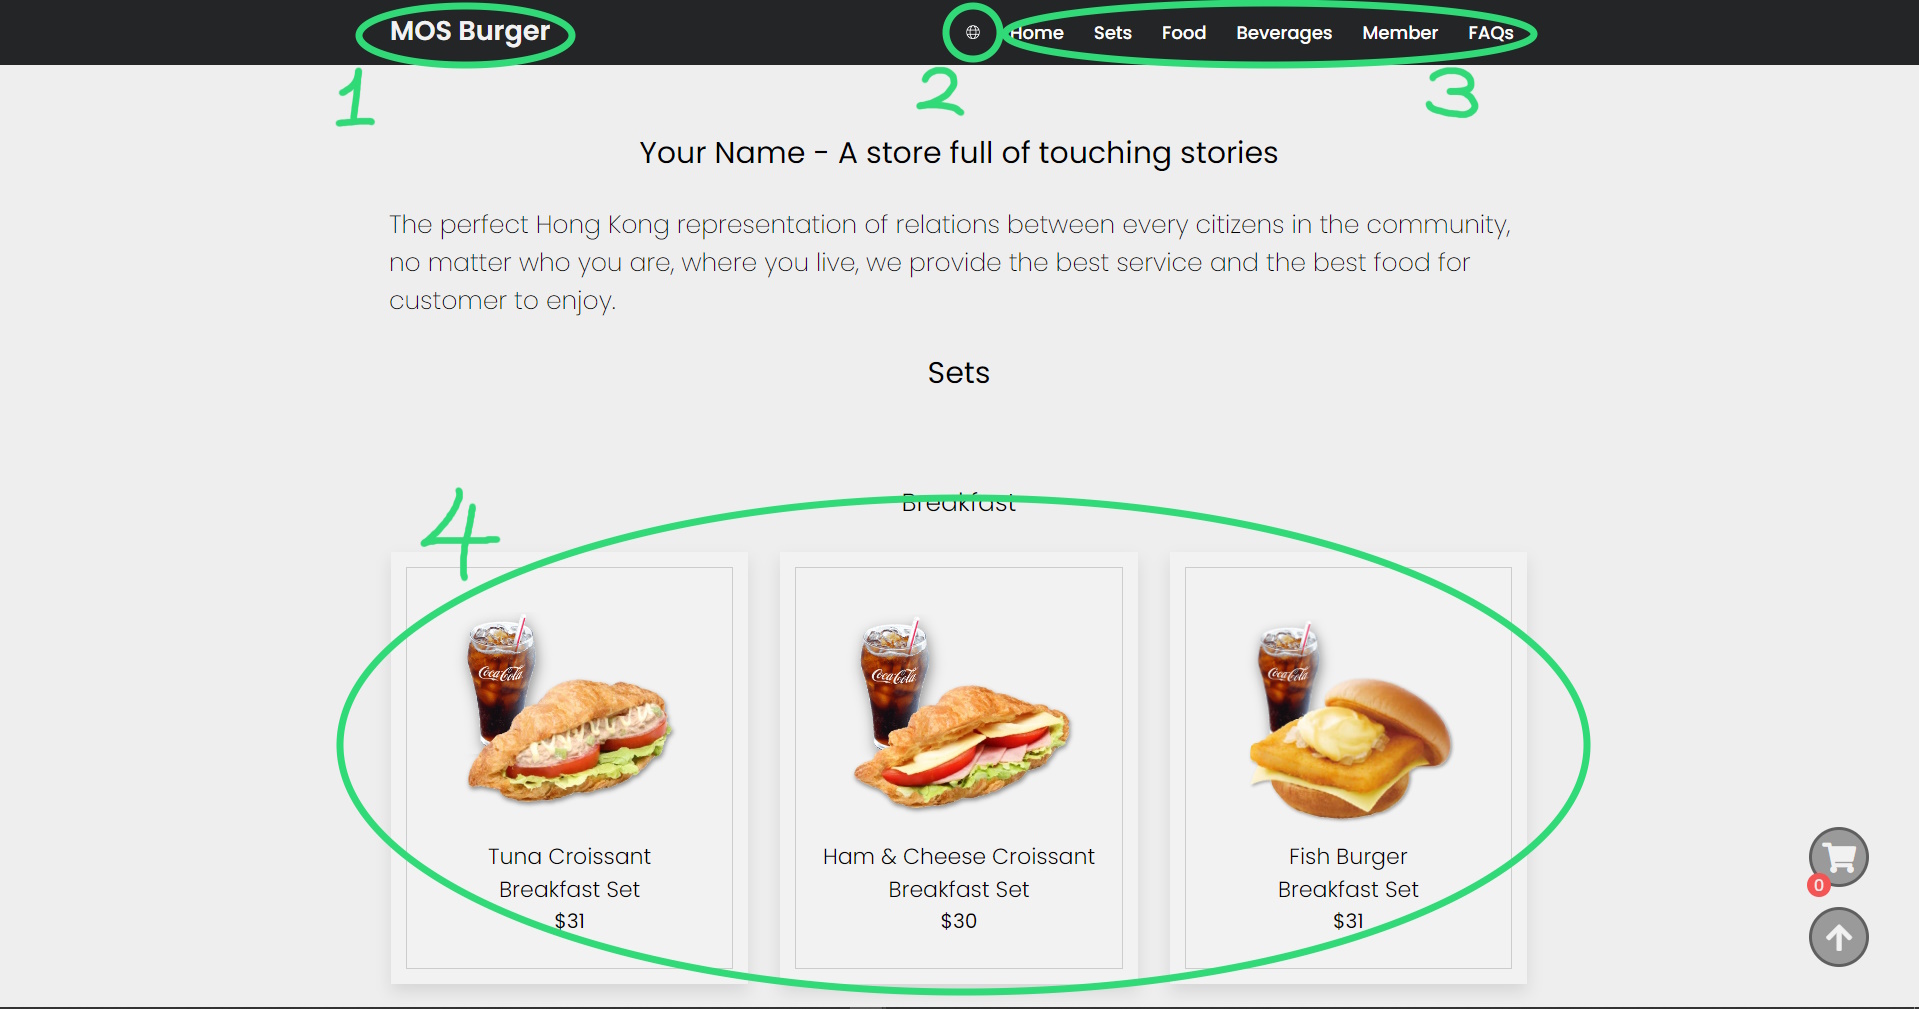 MOS Burger
Home Sets Food Beverages Member FAQs
1
2
3
Your Name - A store full of touching stories
The perfect Hong Kong representation of relations between every citizens in the community,
no matter who you are, where you live, we provide the best service and the best food for
customer to enjoy.
Sets
Breakfast
4
Coca-Cola
Coca-Cola
Coca-Cola
Tuna Croissant
Breakfast Set
$31
Ham & Cheese Croissant
Breakfast Set
$30
Fish Burger
Breakfast Set
$31
0